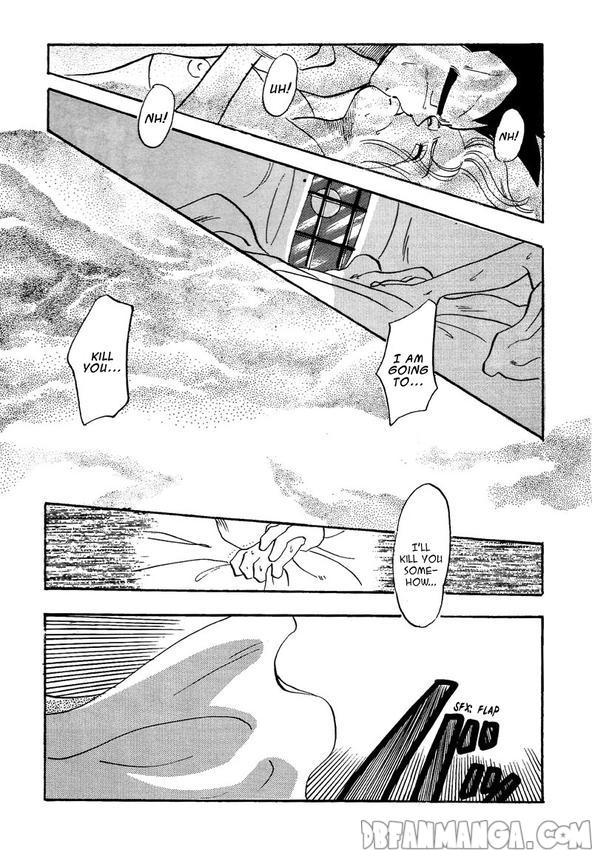 NH!
UH!
NH!
I AM
GOING
TO...
KILL
YOU...
I'LL
KILL YOU
SOME-
HOW...
SFX: FLAP
DBFANMANGA.COM